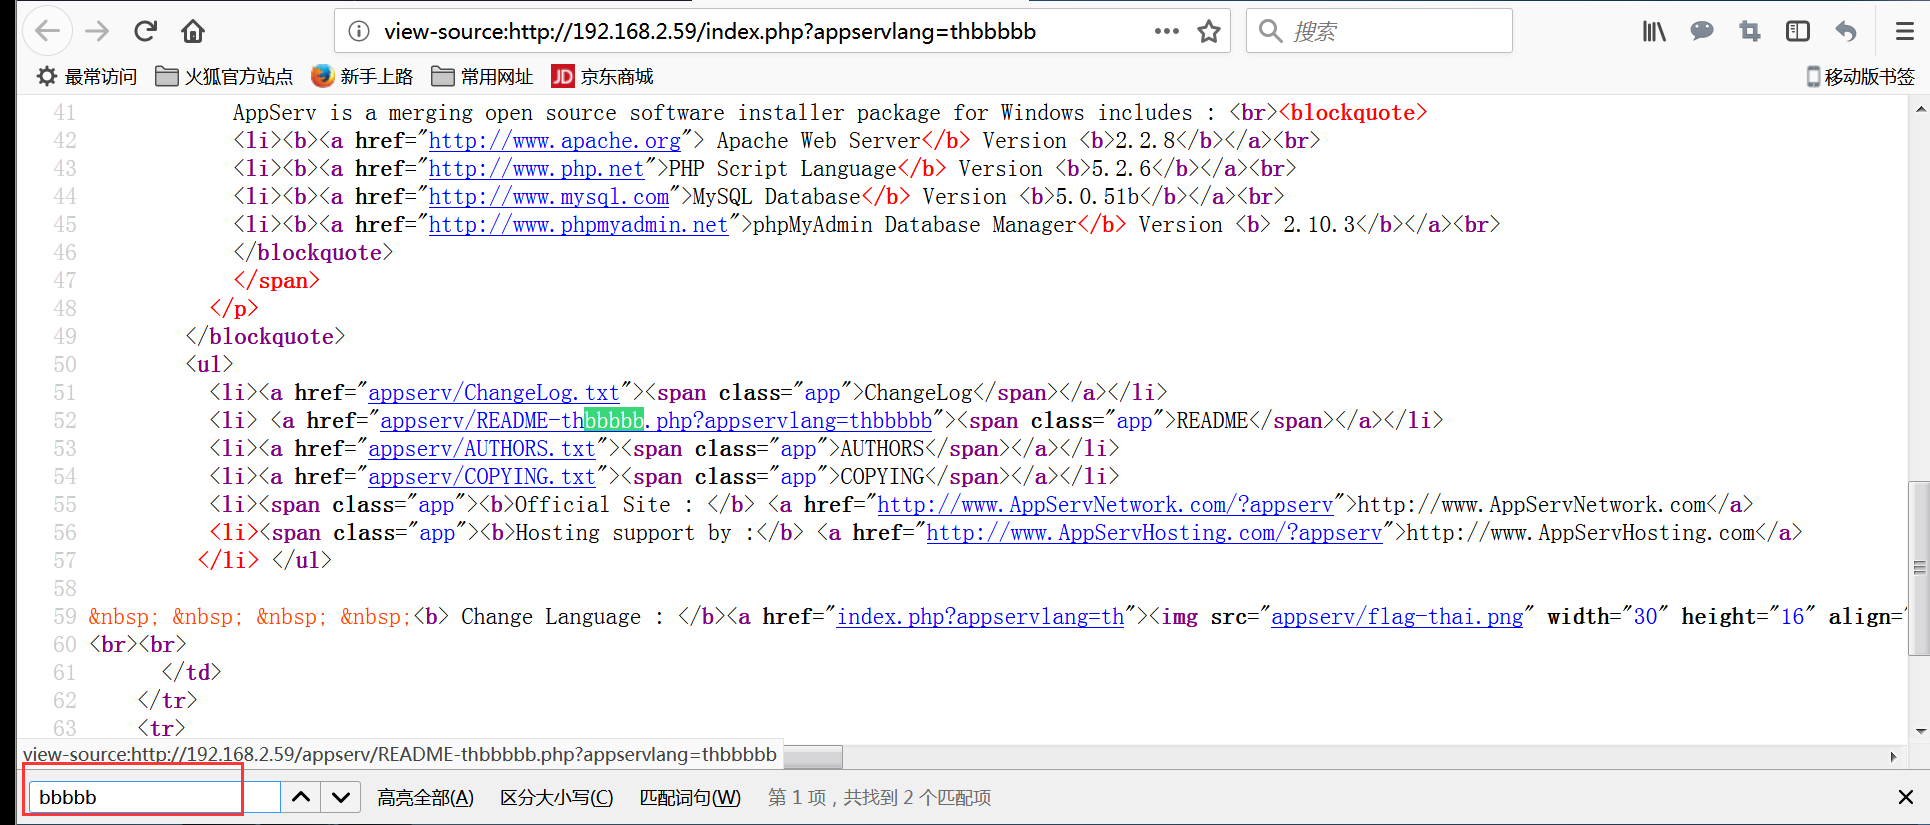 view-source:http://192.168.2.59/index.php?appservlang=thbbbbb
搜索
最常访问 火狐官方站点 新手上路 常用网址 JD 京东商城 移动版书签
41 AppServ is a merging open source software installer package for Windows includes : <br><blockquote>
42 <li><b><a href="http://www.apache.org"> Apache Web Server</b> Version <b>2.2.8</b></a><br>
43 <li><b><a href="http://www.php.net">PHP Script Language</b> Version <b>5.2.6</b></a><br>
44 <li><b><a href="http://www.mysql.com">MySQL Database</b> Version <b>5.0.51b</b></a><br>
45 <li><b><a href="http://www.phpmyadmin.net">phpMyAdmin Database Manager</b> Version <b> 2.10.3</b></a><br>
46 </blockquote>
47 </span>
48 </p>
49 </blockquote>
50 <ul>
51 <li><a href="appserv/ChangeLog.txt"><span class="app">ChangeLog</span></a></li>
52 <li> <a href="appserv/README-thbbbbb.php?appservlang=thbbbbb"><span class="app">README</span></a></li>
53 <li><a href="appserv/AUTHORS.txt"><span class="app">AUTHORS</span></a></li>
54 <li><a href="appserv/COPYING.txt"><span class="app">COPYING</span></a></li>
55 <li><span class="app"><b>Official Site : </b> <a href="http://www.AppServNetwork.com/?appserv">http://www.AppServNetwork.com</a>
56 <li><span class="app"><b>Hosting support by :</b> <a href="http://www.AppServHosting.com/?appserv">http://www.AppServHosting.com</a>
57 </li> </ul>
58
59 &nbsp; &nbsp; &nbsp; &nbsp;<b> Change Language : </b><a href="index.php?appservlang=th"><img src="appserv/flag-thai.png" width="30" height="16" align="
60 <br><br>
61 </td>
62 </tr>
63 <tr>
view-source:http://192.168.2.59/appserv/README-thbbbbb.php?appservlang=thbbbbb
bbbbb 高亮全部(A) 区分大小写(C) 匹配词句(W) 第 1 项，共找到 2 个匹配项